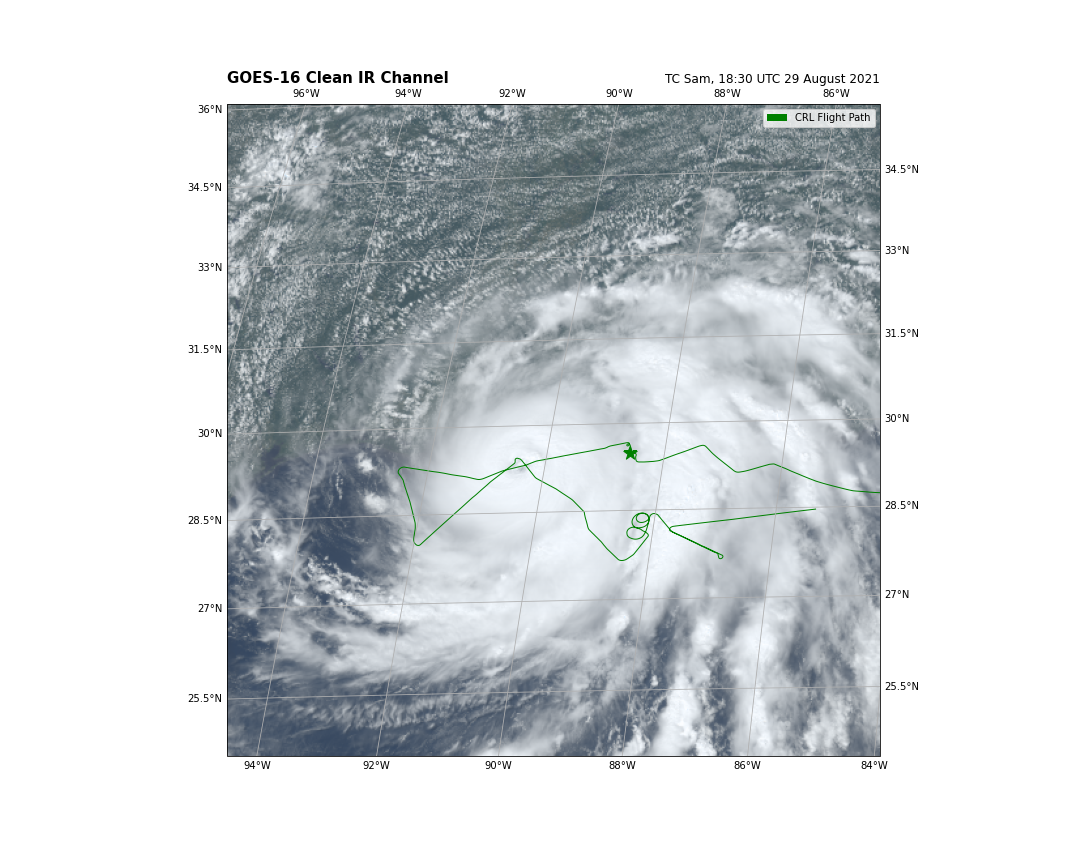 GOES-16 Clean IR Channel
TC Sam, 18:30 UTC 29 August 2021
96°W 94°W 92°W 90°W 88°W 86°W
CRL Flight Path
36°N
34.5°N
34.5°N
33°N
33°N
31.5°N
31.5°N
30°N
30°N
28.5°N
28.5°N
27°N
27°N
25.5°N
25.5°N
94°W 92°W 90°W 88°W 86°W 84°W